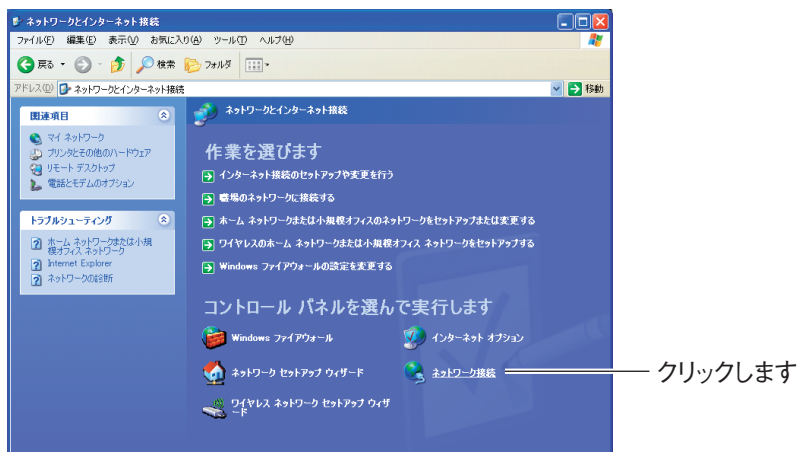 ネットワークとインターネット接続
ファイル(F) 編集(E) 表示(V) お気に入り(A) ツール(T) ヘルプ(H)
戻る 検索 フォルダ
アドレス(D) ネットワークとインターネット接続 移動
関連項目
マイ ネットワーク
プリンタとその他のハードウェア
リモート デスクトップ
電話とモデムのオプション
トラブルシューティング
ホーム ネットワークまたは小規
模オフィス ネットワーク
Internet Explorer
ネットワークの診断
ネットワークとインターネット接続
作業を選びます
インターネット接続のセットアップや変更を行う
職場のネットワークに接続する
ホーム ネットワークまたは小規模オフィスのネットワークをセットアップまたは変更する
ワイヤレスのホーム ネットワークまたは小規模オフィス ネットワークをセットアップする
Windows ファイアウォールの設定を変更する
コントロール パネルを選んで実行します
Windows ファイアウォール
インターネット オプション
ネットワーク セットアップ ウィザード
ネットワーク接続
ワイヤレス ネットワーク セットアップ ウィザ
ード
クリックします